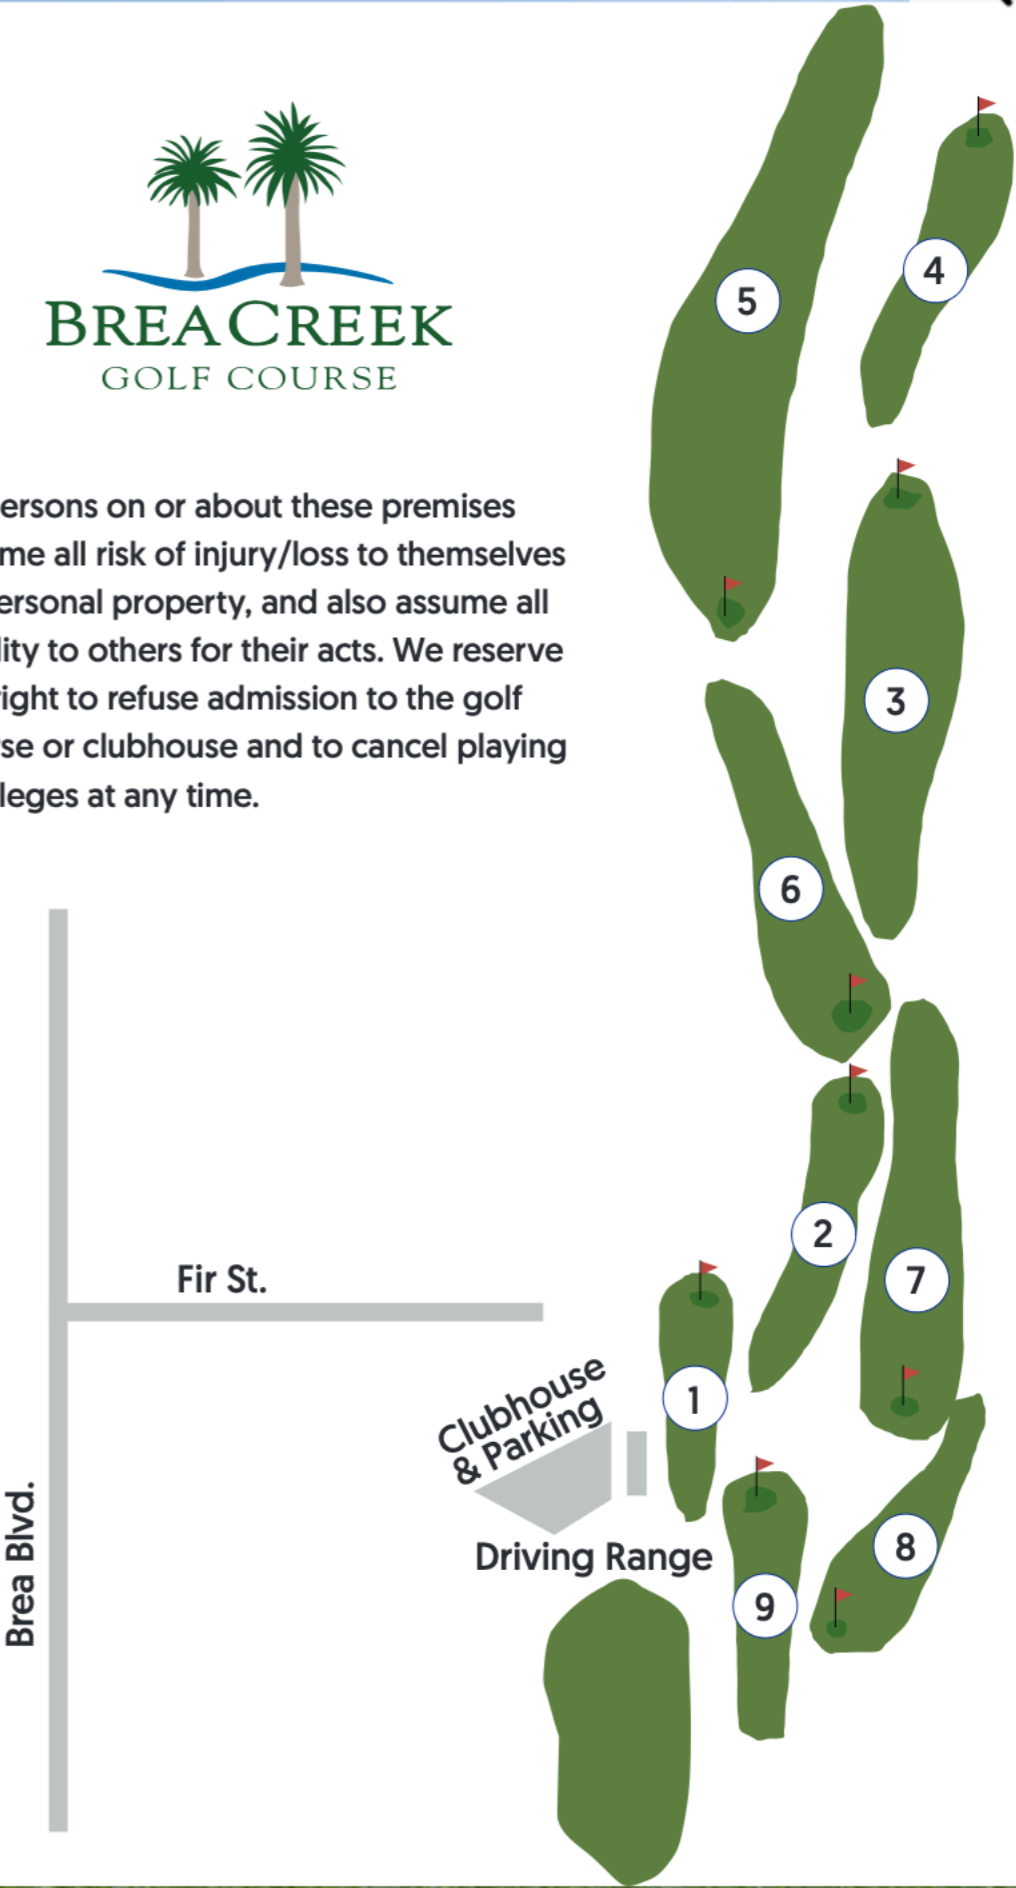 BREA CREEK
GOLF COURSE
ersons on or about these premises
me all risk of injury/loss to themselves
ersonal property, and also assume all
lity to others for their acts. We reserve
ight to refuse admission to the golf
rse or clubhouse and to cancel playing
leges at any time.
5
4
3
6
2
7
1
8
9
Fir St.
Clubhouse
& Parking
Driving Range
Brea Blvd.